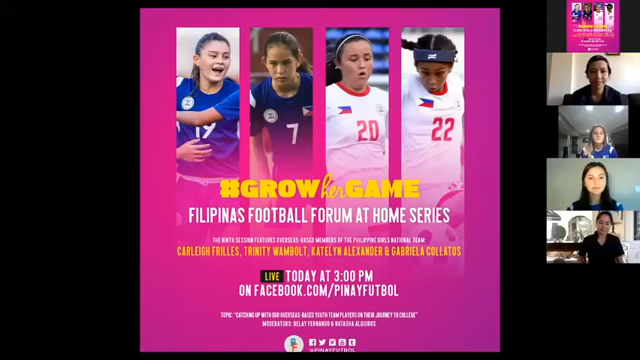 19
7
20
22
#GROWherGAME
FILIPINAS FOOTBALL FORUM AT HOME SERIES
THE NINTH SESSION FEATURES OVERSEAS-BASED MEMBERS OF THE PHILIPPINE GIRLS NATIONAL TEAM:
CARLEIGH FRILLES, TRINITY WAMBOLT, KATELYN ALEXANDER & GABRIELA COLLATOS
LIVE TODAY AT 3:00 PM
ON FACEBOOK.COM/PINAYFUTBOL
TOPIC: "CATCHING UP WITH OUR OVERSEAS-BASED YOUTH TEAM PLAYERS ON THEIR JOURNEY TO COLLEGE"
MODERATORS: BELAY FERNANDO & NATASHA ALQUIROS
@PINAYFUTBOL